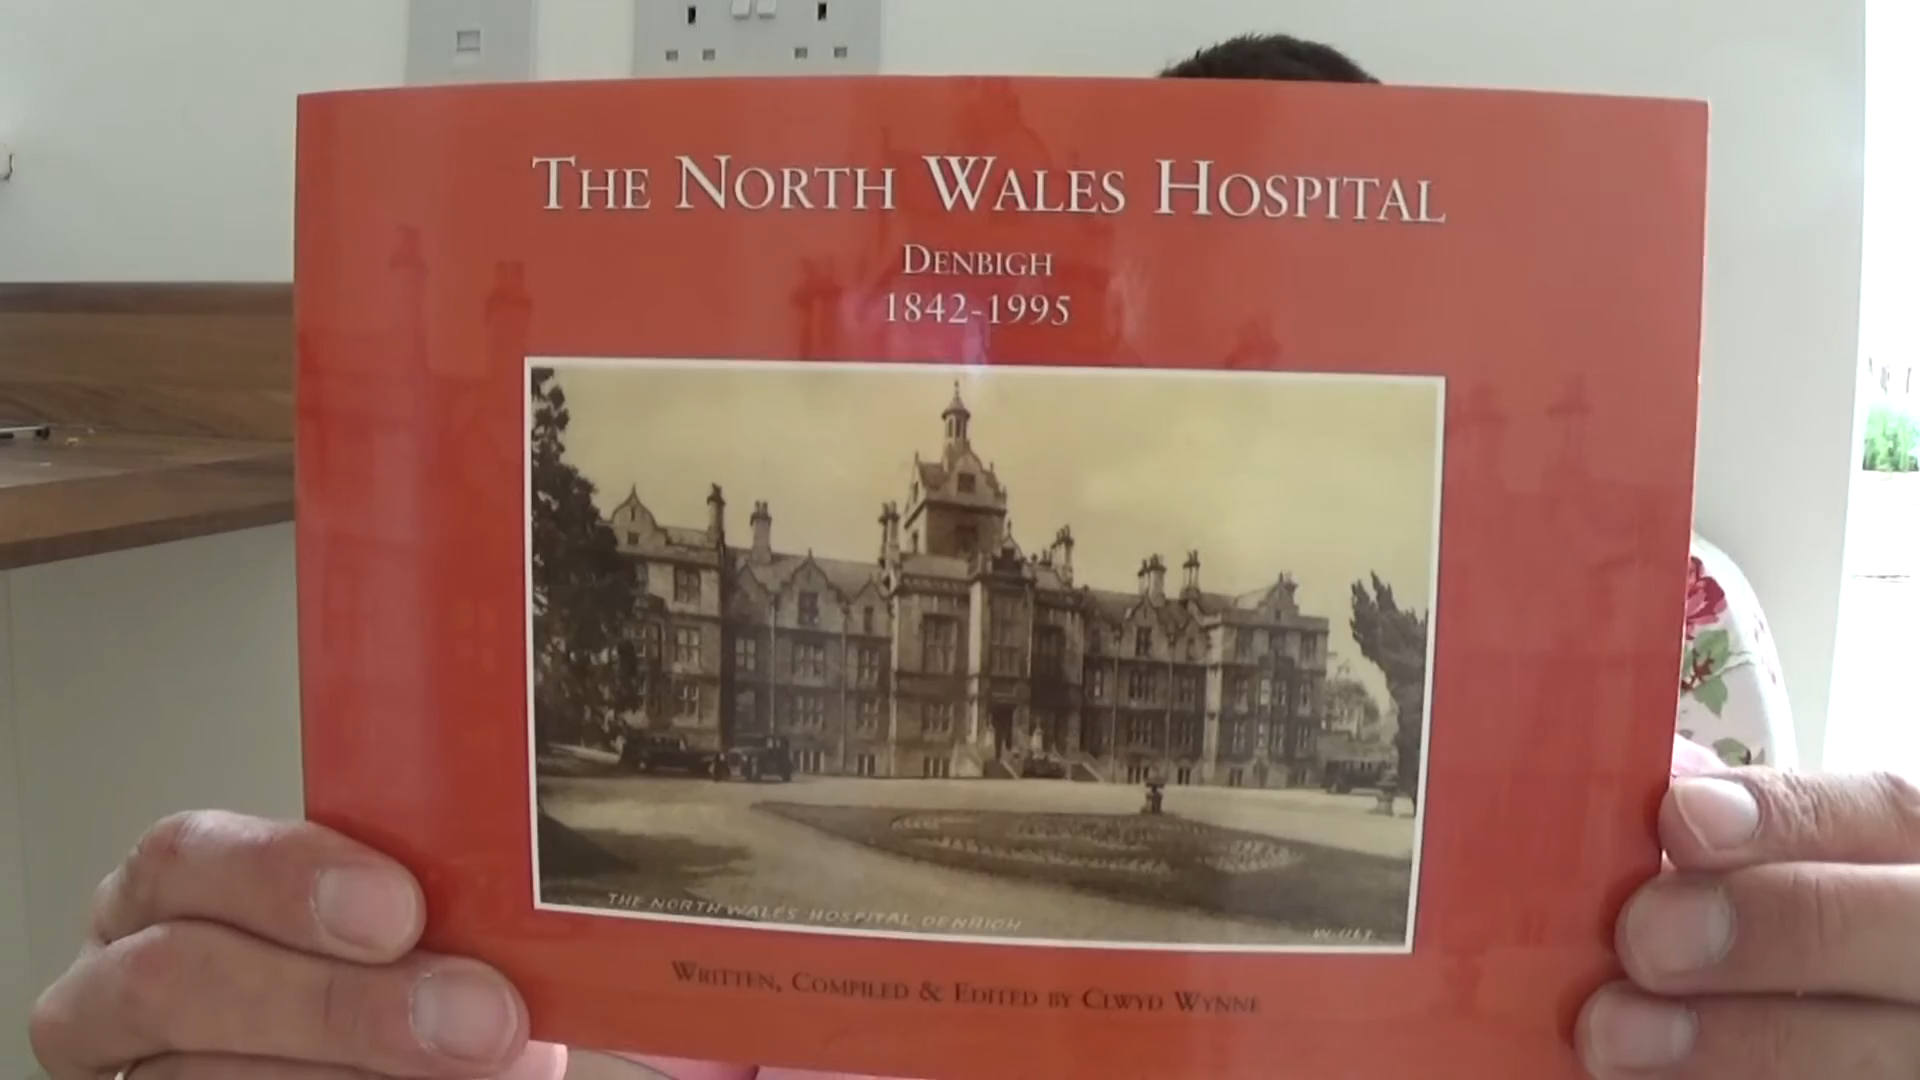 THE NORTH WALES HOSPITAL
DENBIGH
1842-1995
THE NORTH WALES HOSPITAL, DENBIGH
WRITTEN, COMPILED & EDITED BY CLWYD WYNNE